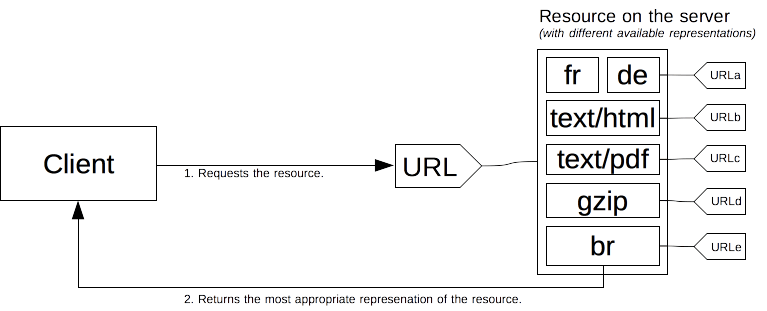 Resource on the server
(with different available representations)
fr
de
URLa
text/html
URLb
Client
URL
text/pdf
URLc
1. Requests the resource.
gzip
URLd
br
URLe
2. Returns the most appropriate represenation of the resource.